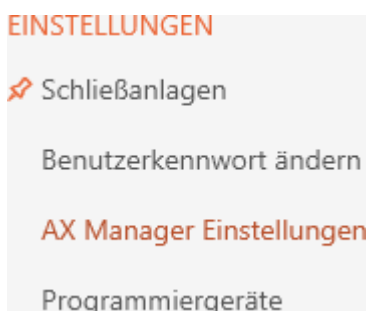 EINSTELLUNGEN
Schließanlagen
Benutzerkennwort ändern
AX Manager Einstellungen
Programmiergeräte